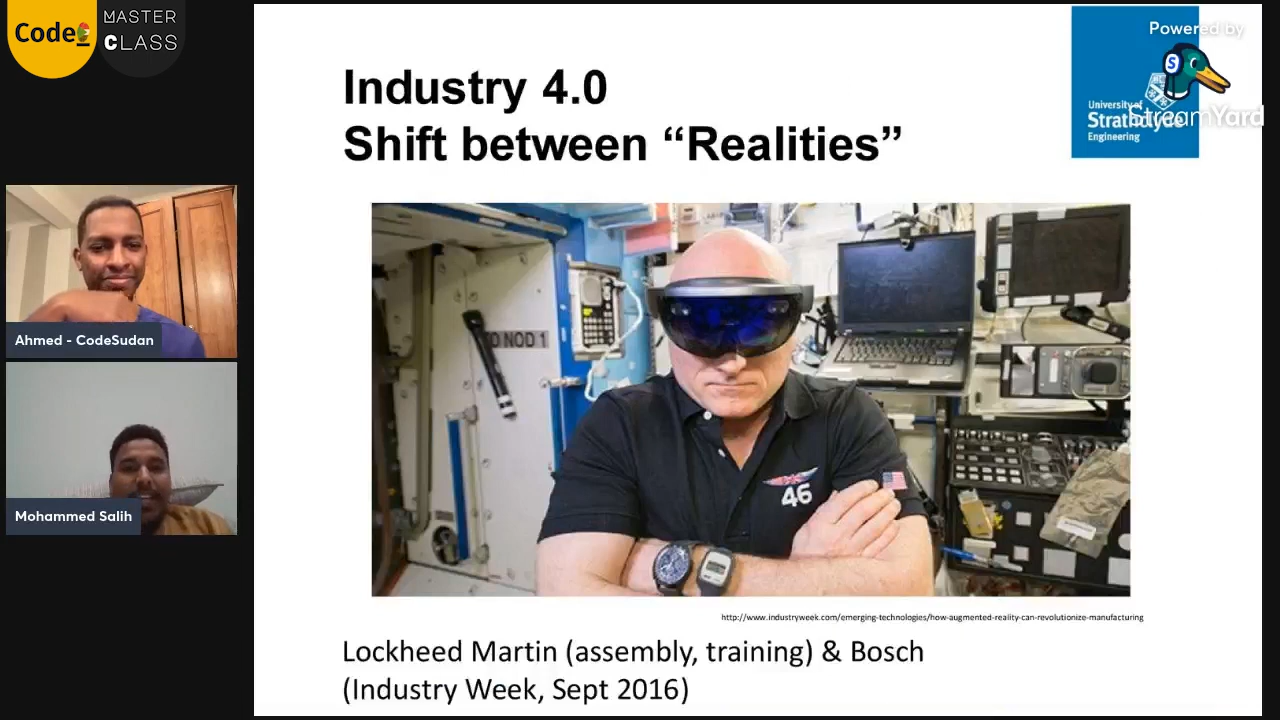 Code
MASTER
CLASS
Powered by
StreamYard
University of
Strathclyde
Engineering
Industry 4.0
Shift between “Realities”
NOD 1
46
Ahmed - CodeSudan
Mohammed Salih
http://www.industryweek.com/emerging-technologies/how-augmented-reality-can-revolutionize-manufacturing
Lockheed Martin (assembly, training) & Bosch
(Industry Week, Sept 2016)